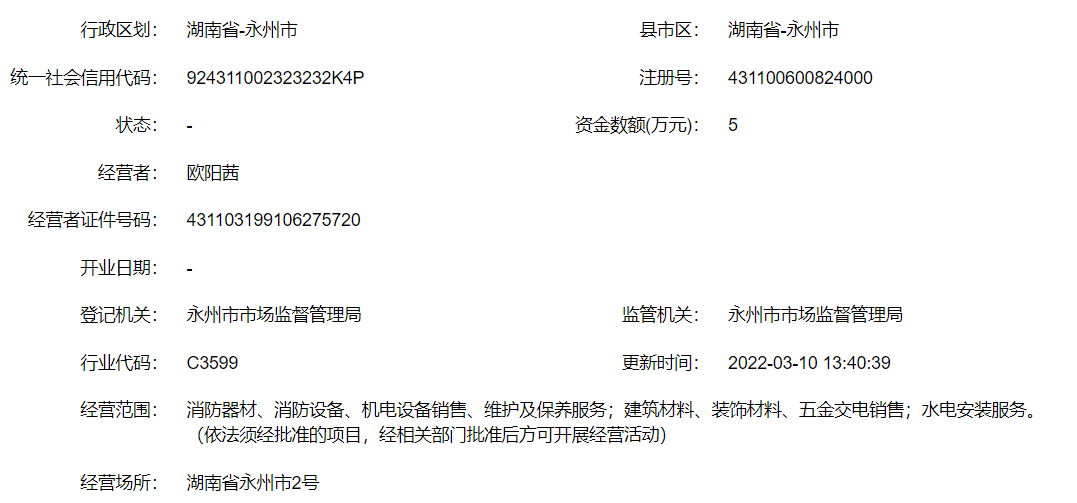 行政区划： 湖南省-永州市 县市区： 湖南省-永州市
统一社会信用代码： 924311002323232K4P 注册号： 431100600824000
状态： - 资金数额(万元)： 5
经营者： 欧阳茜
经营者证件号码： 431103199106275720
开业日期： -
登记机关： 永州市市场监督管理局 监管机关： 永州市市场监督管理局
行业代码： C3599 更新时间： 2022-03-10 13:40:39
经营范围： 消防器材、消防设备、机电设备销售、维护及保养服务；建筑材料、装饰材料、五金交电销售；水电安装服务。
（依法须经批准的项目，经相关部门批准后方可开展经营活动）
经营场所： 湖南省永州市2号